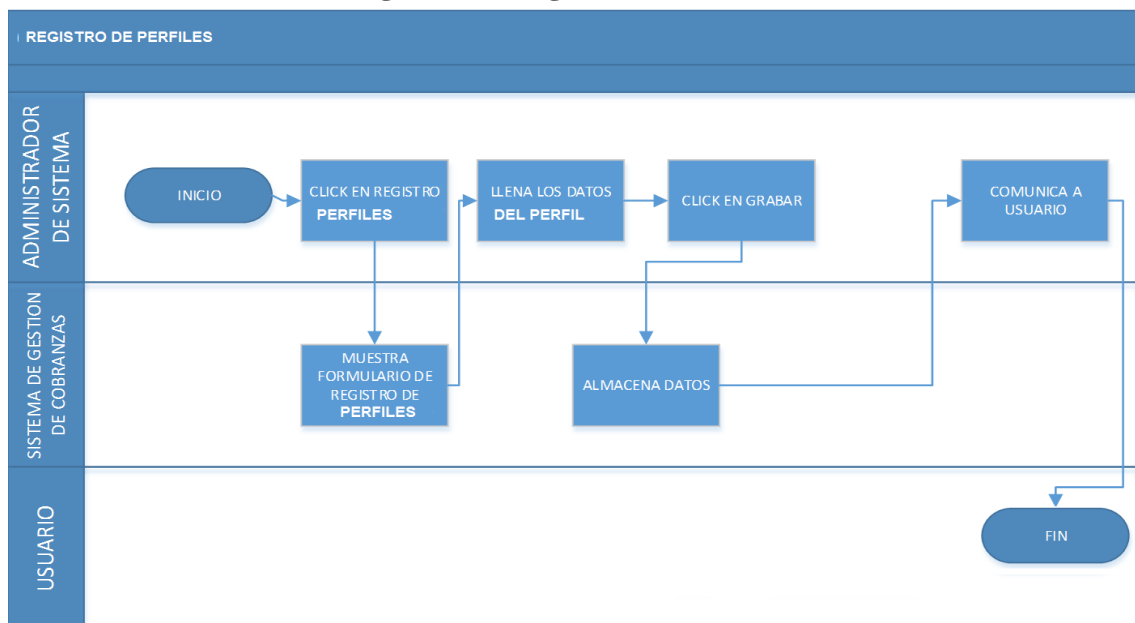 REGISTRO DE PERFILES
ADMINISTRADOR
DE SISTEMA
INICIO
CLICK EN REGISTRO
PERFILES
LLENA LOS DATOS
DEL PERFIL
CLICK EN GRABAR
COMUNICA A
USUARIO
SISTEMA DE GESTION
DE COBRANZAS
MUESTRA
FORMULARIO DE
REGISTRO DE
PERFILES
ALMACENA DATOS
USUARIO
FIN